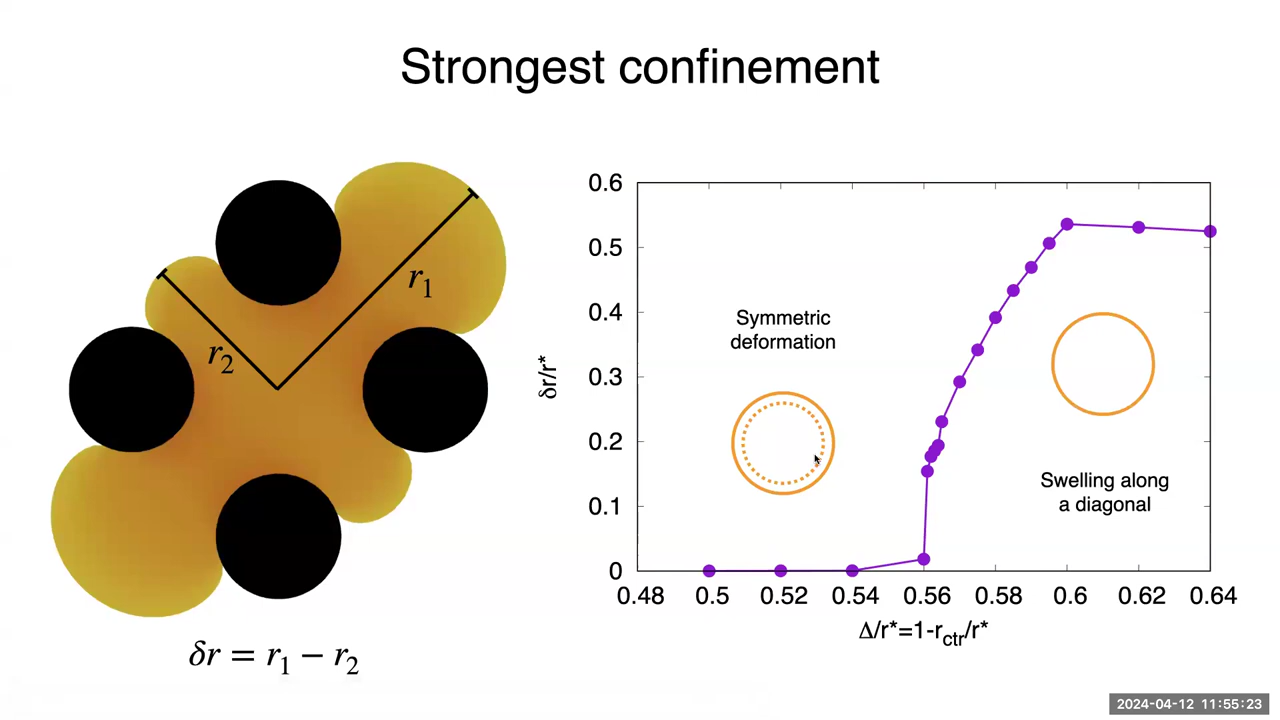 Strongest confinement
r1
r2
δr = r1 − r2
0.6
0.5
0.4
0.3
0.2
0.1
0
δr/r*
Symmetric
deformation
Swelling along
a diagonal
0.48 0.5 0.52 0.54 0.56 0.58 0.6 0.62 0.64
Δ/r*=1-rctr/r*
2024-04-12 11:55:23